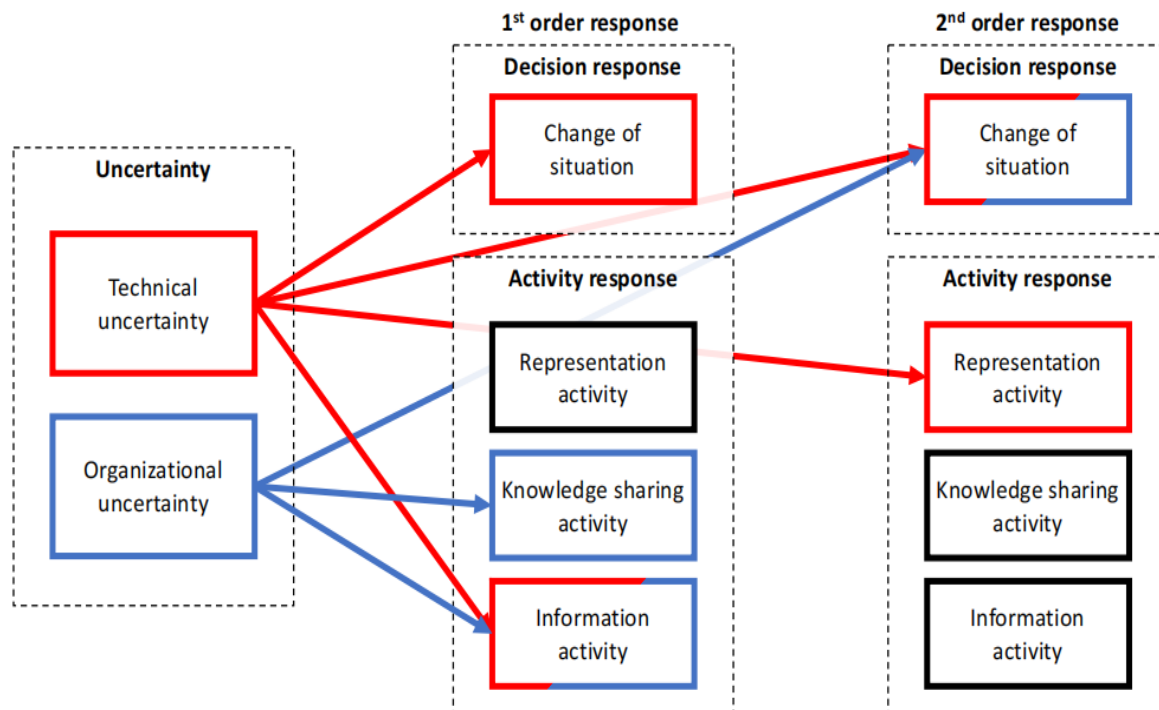 1st order response
Decision response
Change of
situation
2nd order response
Decision response
Change of
situation
Uncertainty
Technical
uncertainty
Organizational
uncertainty
Activity response
Representation
activity
Knowledge sharing
activity
Information
activity
Activity response
Representation
activity
Knowledge sharing
activity
Information
activity